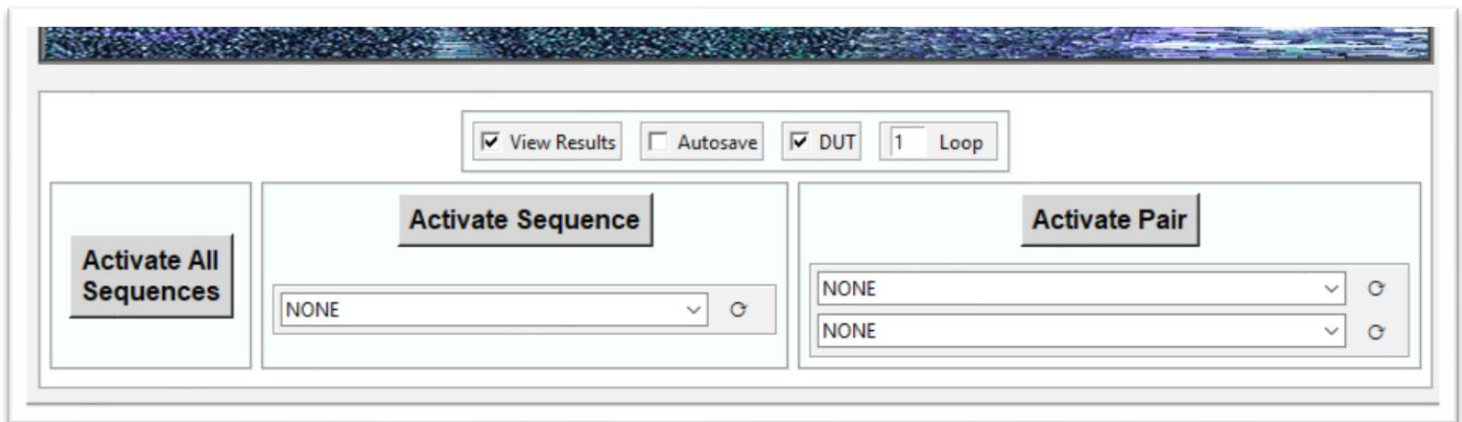 View Results Autosave DUT 1 Loop
Activate All
Sequences
Activate Sequence
NONE
Activate Pair
NONE
NONE